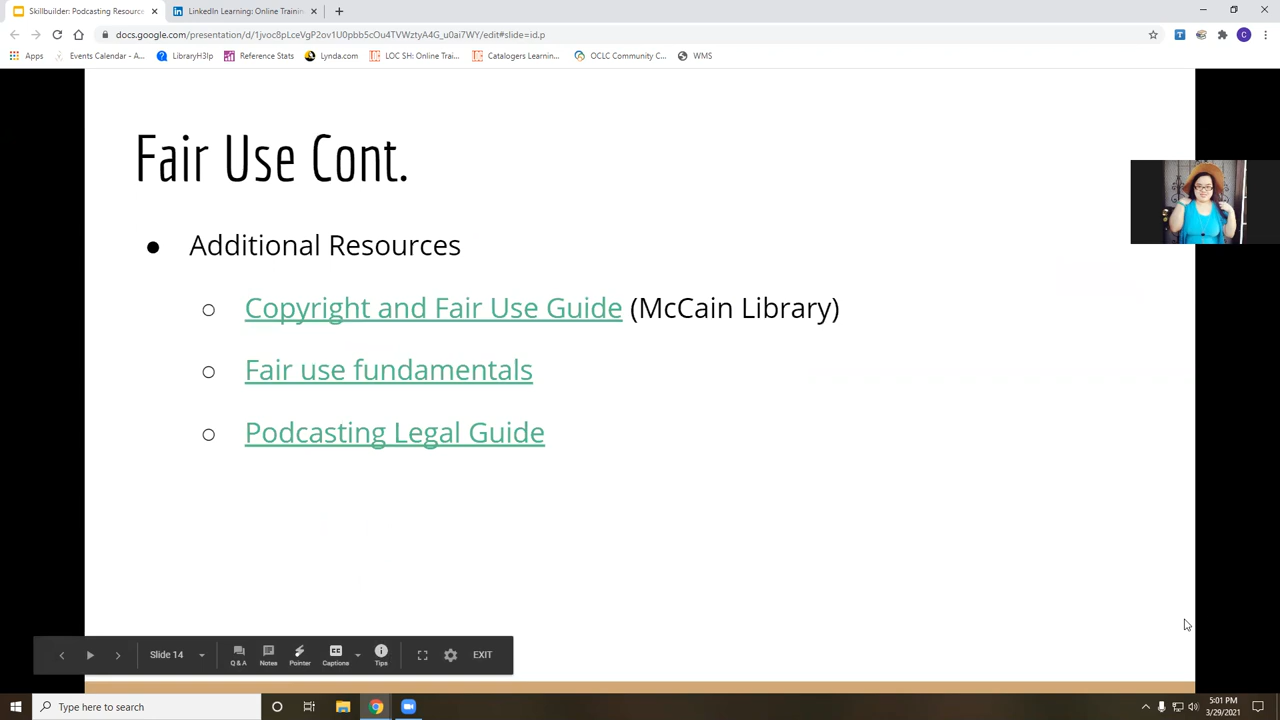 Skillbuilder: Podcasting Resource
LinkedIn Learning: Online Trainin
docs.google.com/presentation/d/1jvoc8pLceVgP2ov1U0pbb5cOu4TVWztyA4G_u0ai7WY/edit#slide=id.p
C
Apps
Events Calendar - A...
LibraryH3lp
Reference Stats
Lynda.com
LOC SH: Online Trai...
Catalogers Learnin...
OCLC Community C...
WMS
Fair Use Cont.
● Additional Resources
○ Copyright and Fair Use Guide (McCain Library)
○ Fair use fundamentals
○ Podcasting Legal Guide
Slide 14
Q & A
Notes
Pointer
Captions
Tips
EXIT
Type here to search
5:01 PM
3/29/2021